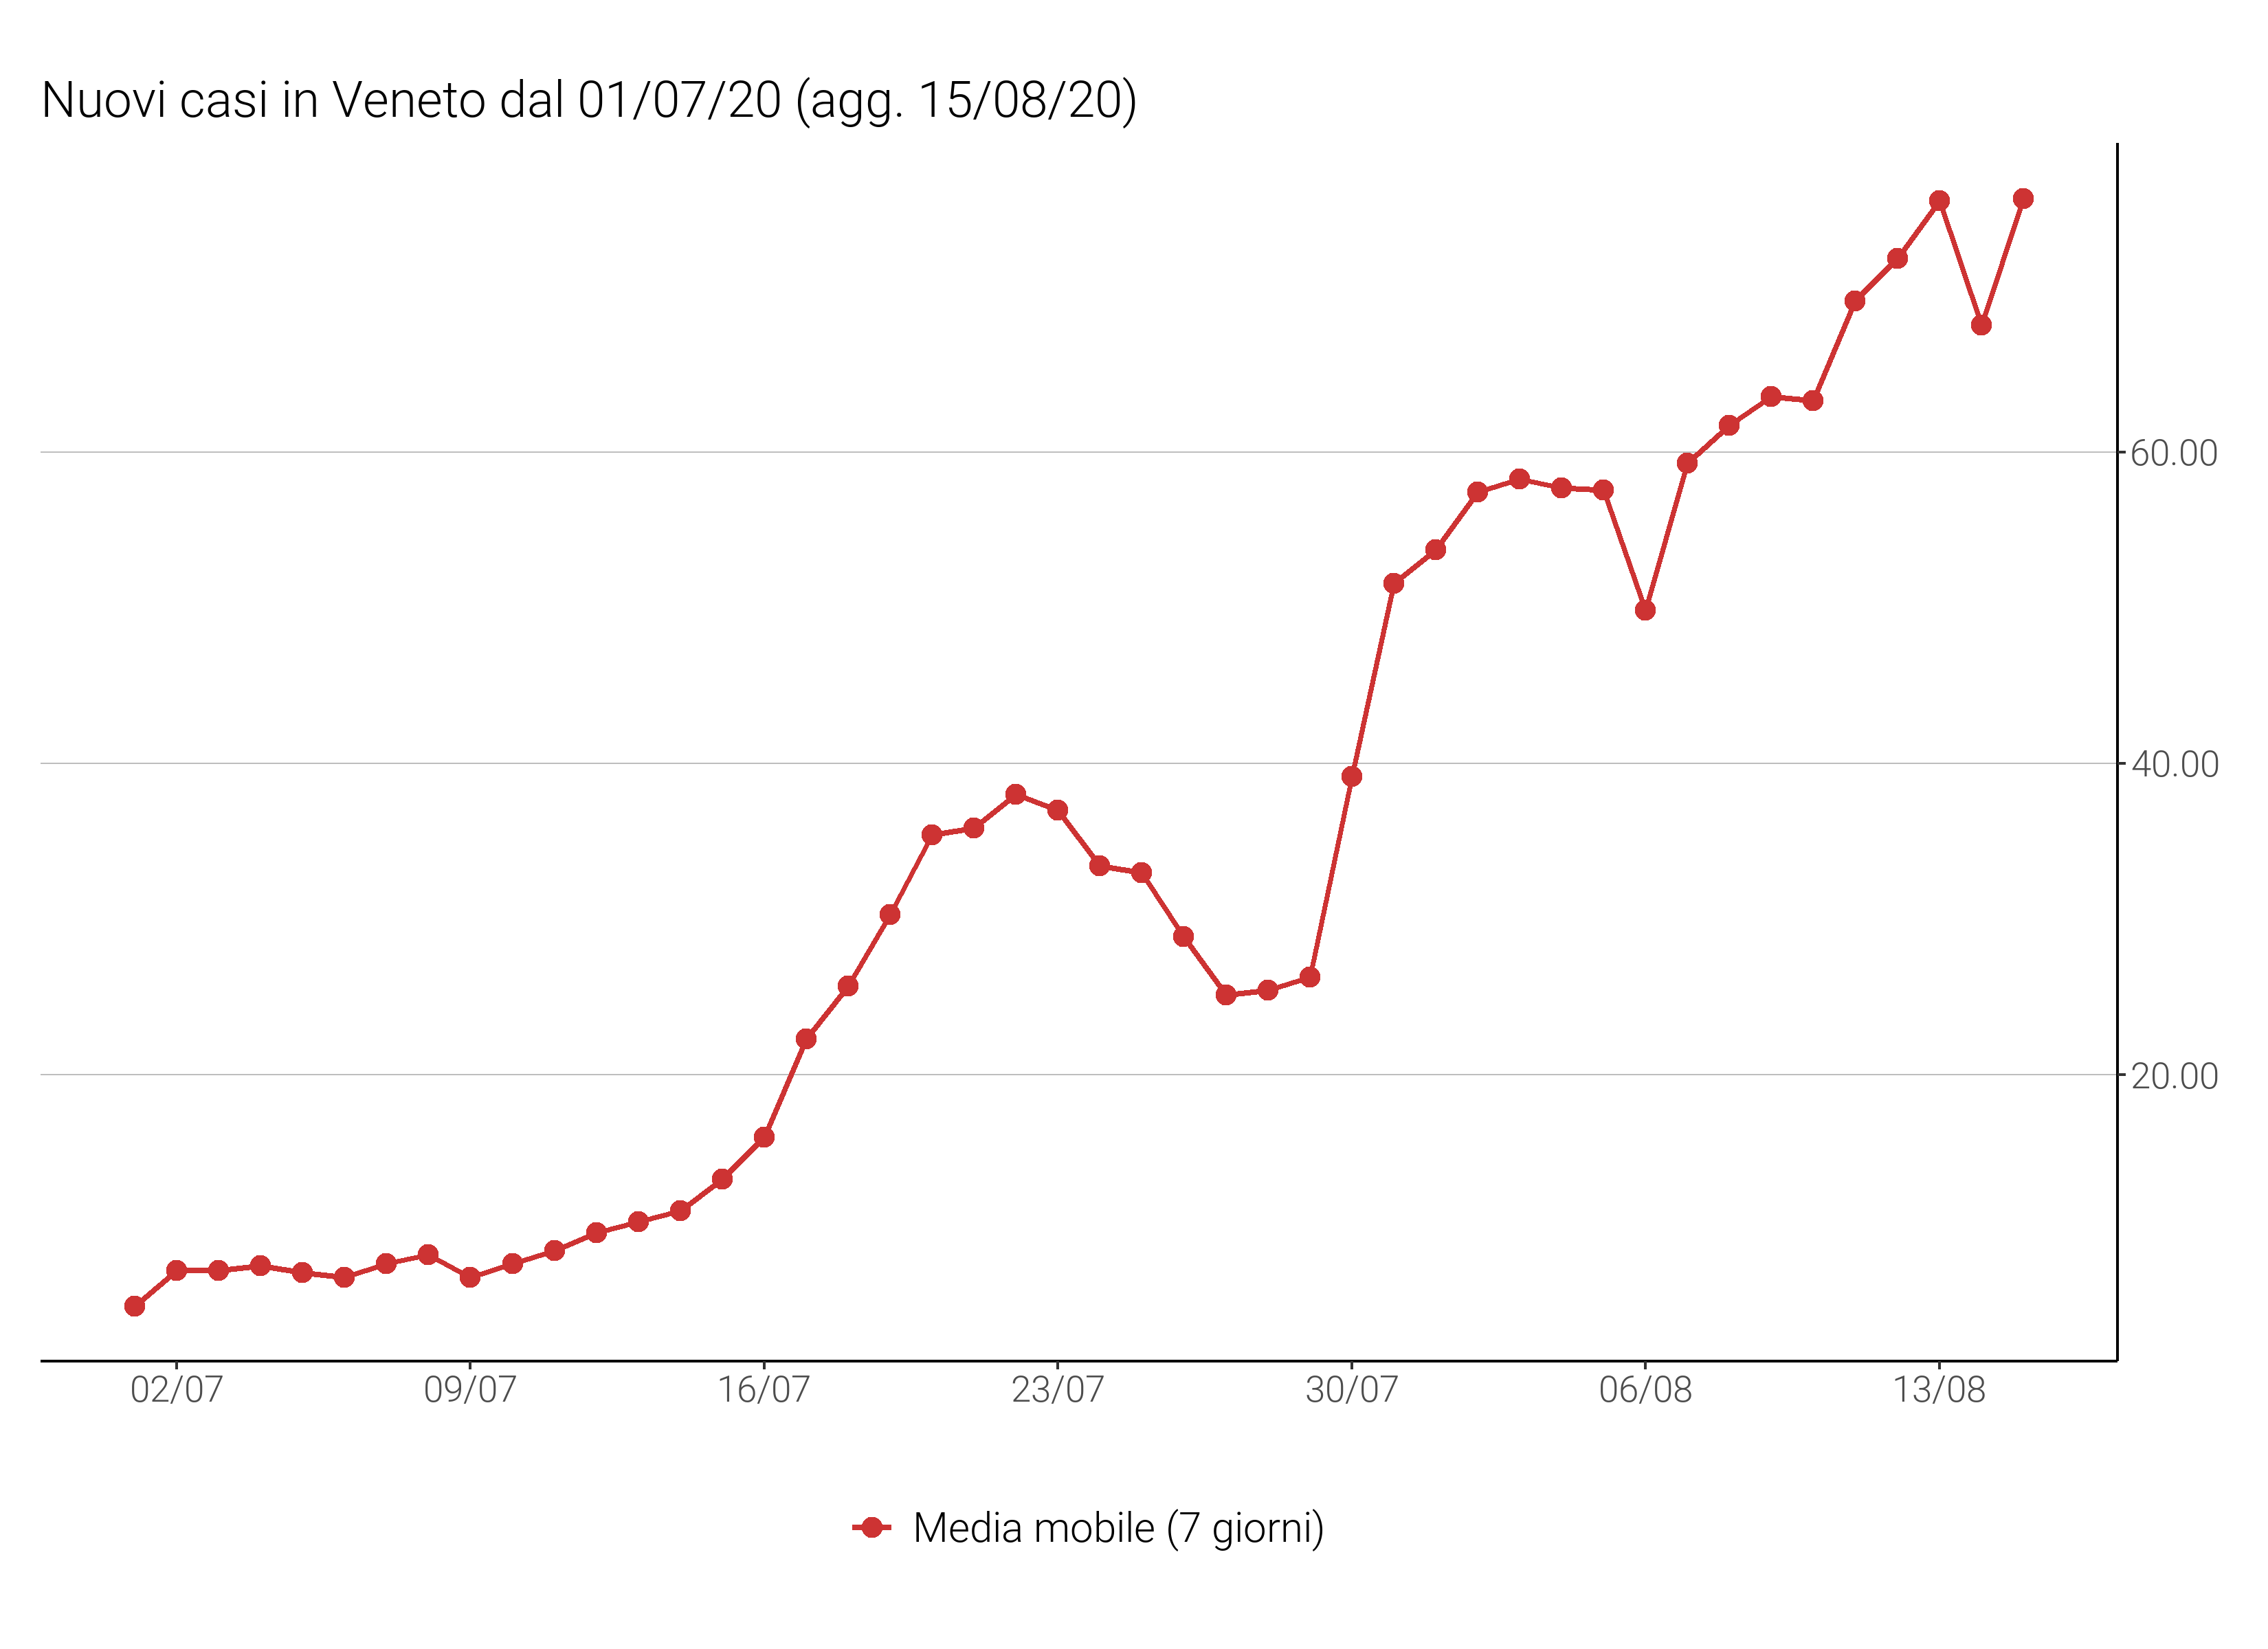 Nuovi casi in Veneto dal 01/07/20 (agg. 15/08/20)
60.00
40.00
20.00
02/07 09/07 16/07 23/07 30/07 06/08 13/08
Media mobile (7 giorni)